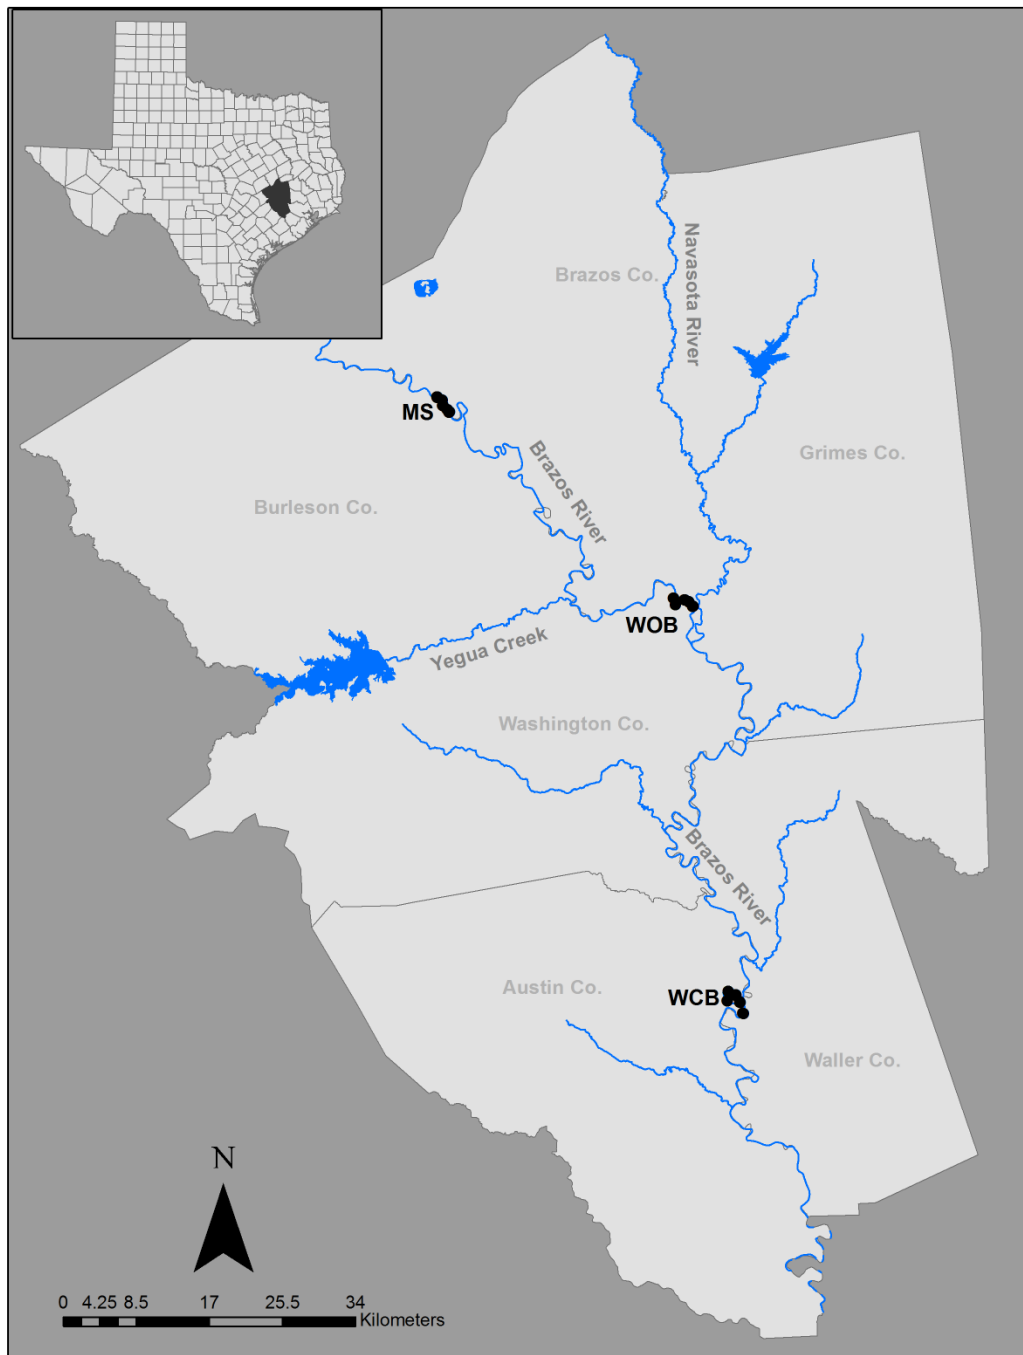 Navasota River
Brazos Co.
MS
Brazos River
Grimes Co.
Burleson Co.
WOB
Yegua Creek
Washington Co.
Brazos River
Austin Co.
WCB
Waller Co.
N
0 4.25 8.5 17 25.5 34
Kilometers